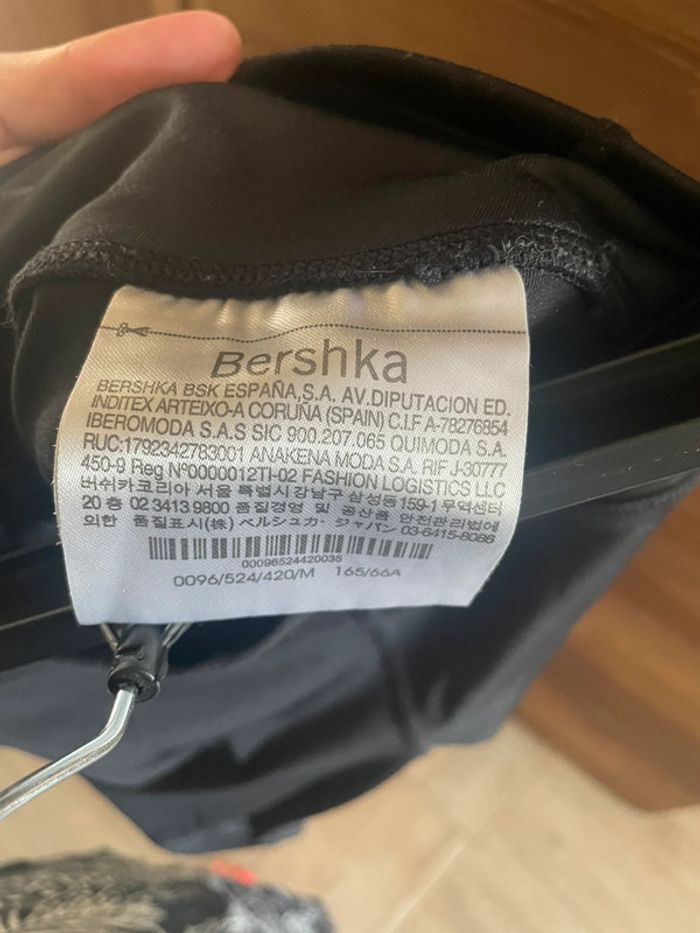 Bershka
BERSHKA BSK ESPAÑA,S.A. AV.DIPUTACION ED.
INDITEX ARTEIXO-A CORUÑA (SPAIN) C.I.F A-78276854
IBEROMODA S.A.S SIC 900.207.065 QUIMODA S.A.
RUC:1792342783001 ANAKENA MODA S.A. RIF J-30777
450-9 Reg Nº0000012TI-02 FASHION LOGISTICS LLC
버쉬카코리아 서울 특별시강남구 삼성동159-1 무역센터
20 층 02 3413 9800 품질경영 및 공산품 안전관리법에
의한 품질표시(株) ベルシュカ· ジャパン 03-6415-8086
00096524420035
0096/524/420/M 165/66A